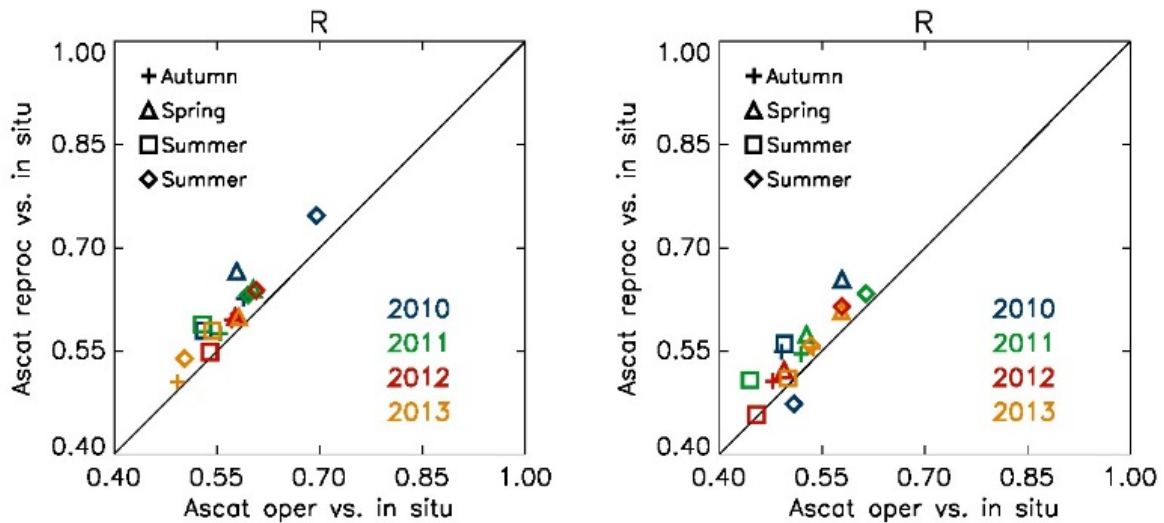 R
1.00
0.85
0.70
0.55
0.40
Ascat reproc vs. in situ
+ Autumn
△ Spring
□ Summer
◇ Summer
2010
2011
2012
2013
0.40 0.55 0.70 0.85 1.00
Ascat oper vs. in situ
R
1.00
0.85
0.70
0.55
0.40
Ascat reproc vs. in situ
+ Autumn
△ Spring
□ Summer
◇ Summer
2010
2011
2012
2013
0.40 0.55 0.70 0.85 1.00
Ascat oper vs. in situ